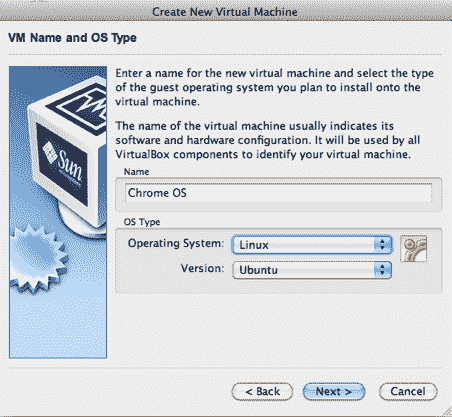 Create New Virtual Machine
VM Name and OS Type
Enter a name for the new virtual machine and select the type
of the guest operating system you plan to install onto the
virtual machine.
The name of the virtual machine usually indicates its
software and hardware configuration. It will be used by all
VirtualBox components to identify your virtual machine.
Name
Chrome OS
OS Type
Operating System:
Linux
Version:
Ubuntu
Sun
< Back
Next >
Cancel